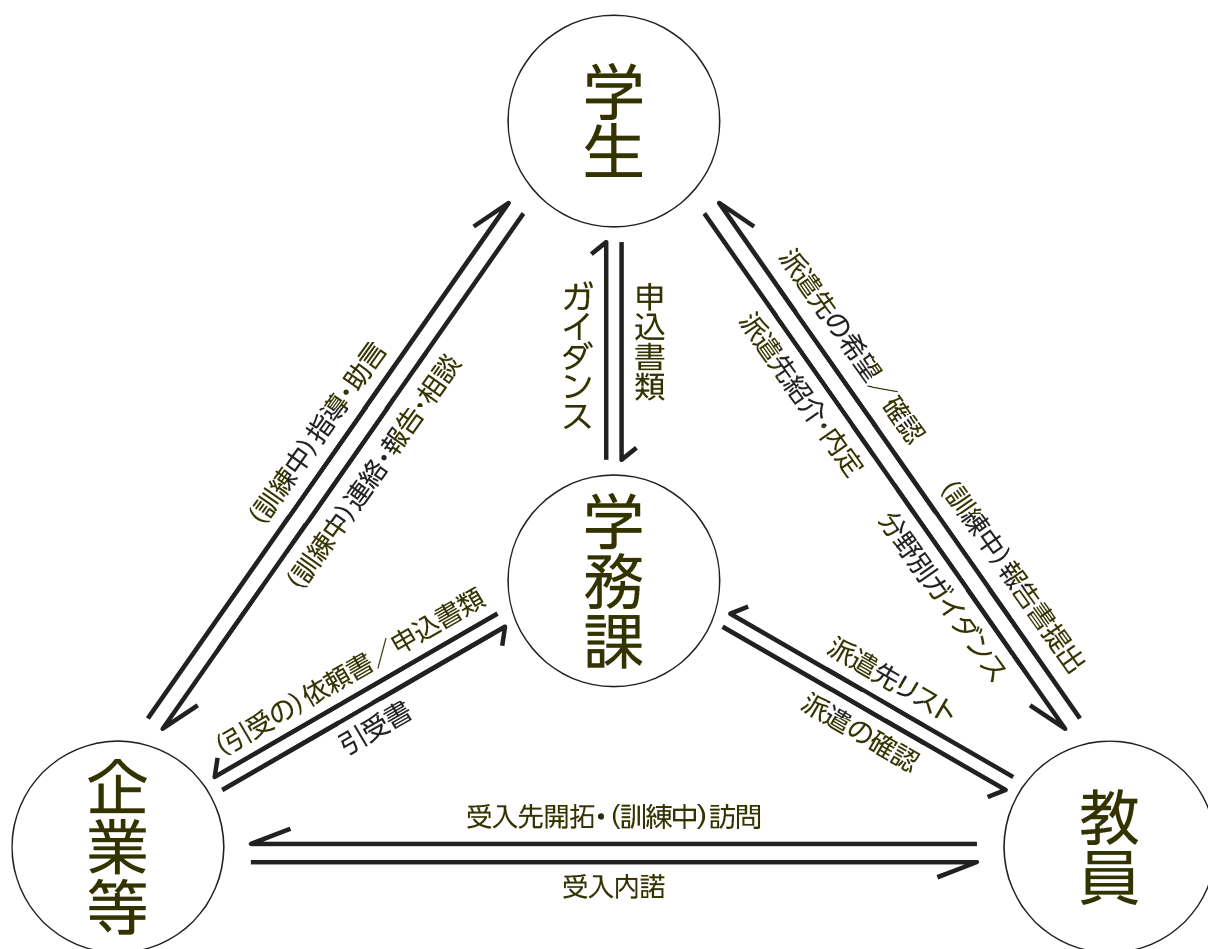 学生
派遣先の希望／確認
ガイダンス
申込書類
派遣先紹介・内定
(訓練中)指導・助言
(訓練中)連絡・報告・相談
学務課
(訓練中)報告書提出
分野別ガイダンス
(引受の)依頼書／申込書類
引受書
派遣先リスト
派遣の確認
企業等
教員
受入先開拓・(訓練中)訪問
受入内諾